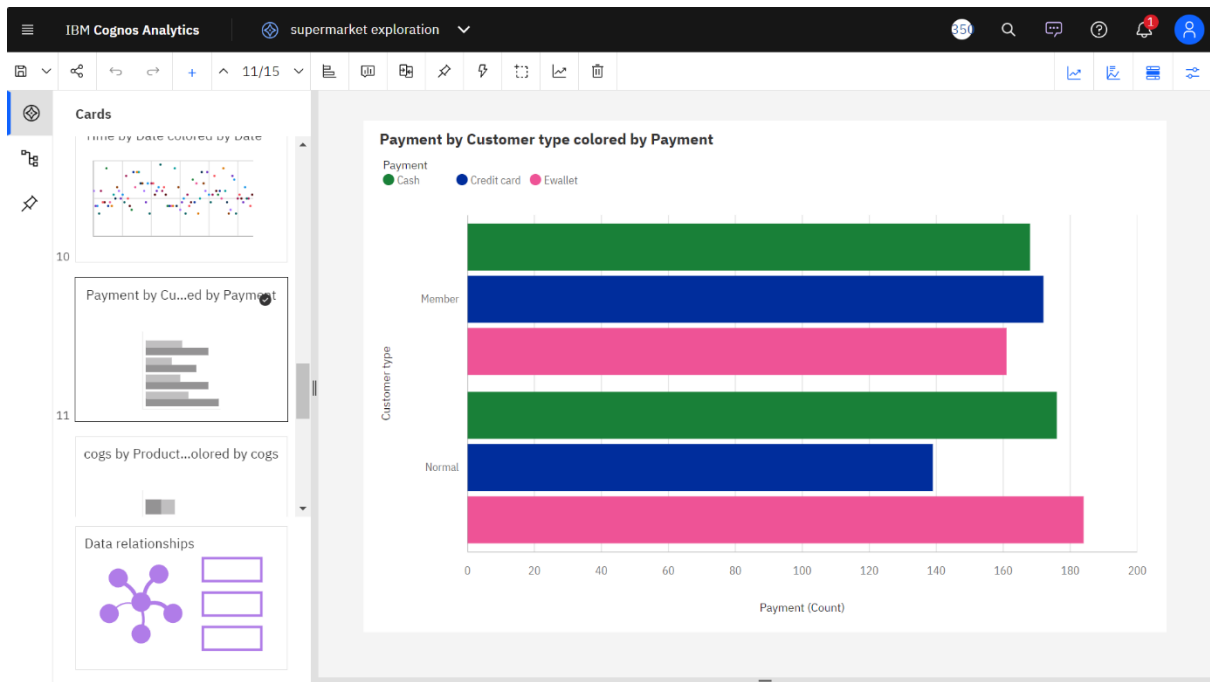 IBM Cognos Analytics
supermarket exploration
350
1
11/15
Cards
Time by Date colored by Date
10
Payment by Cu...ed by Payment
11
cogs by Product...olored by cogs
Data relationships
Payment by Customer type colored by Payment
Payment
Cash
Credit card
Ewallet
Customer type
Member
Normal
0 20 40 60 80 100 120 140 160 180 200
Payment (Count)